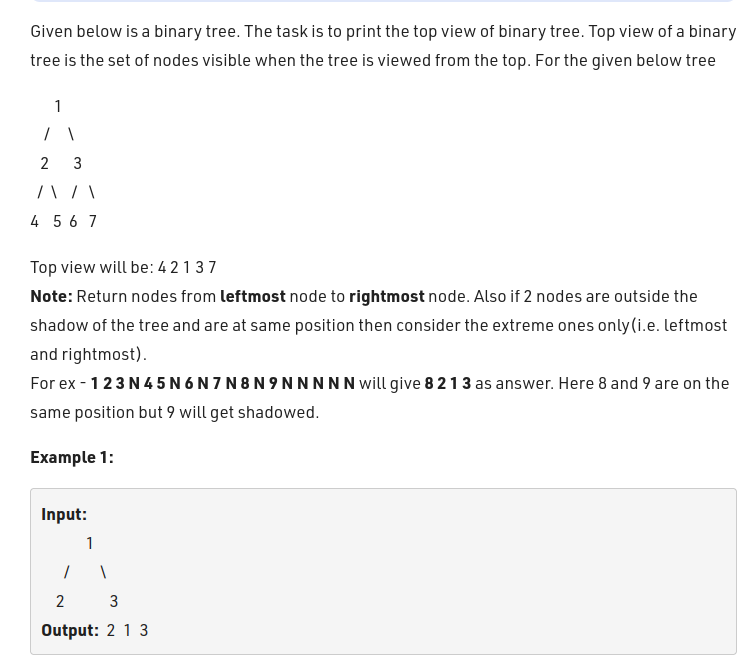 Given below is a binary tree. The task is to print the top view of binary tree. Top view of a binary
tree is the set of nodes visible when the tree is viewed from the top. For the given below tree
1
/ \
2 3
/ \ / \
4 5 6 7
Top view will be: 4 2 1 3 7
Note: Return nodes from leftmost node to rightmost node. Also if 2 nodes are outside the
shadow of the tree and are at same position then consider the extreme ones only(i.e. leftmost
and rightmost).
For ex - 1 2 3 N 4 5 N 6 N 7 N 8 N 9 N N N N N will give 8 2 1 3 as answer. Here 8 and 9 are on the
same position but 9 will get shadowed.
Example 1:
Input:
1
/ \
2 3
Output: 2 1 3